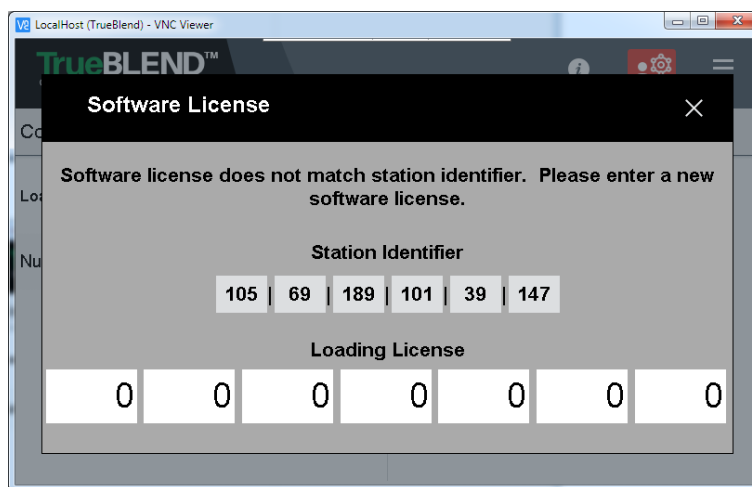 LocalHost (TrueBlend) - VNC Viewer
TrueBLEND™
Software License
Software license does not match station identifier. Please enter a new
software license.
Station Identifier
105 | 69 | 189 | 101 | 39 | 147
Loading License
0 0 0 0 0 0 0